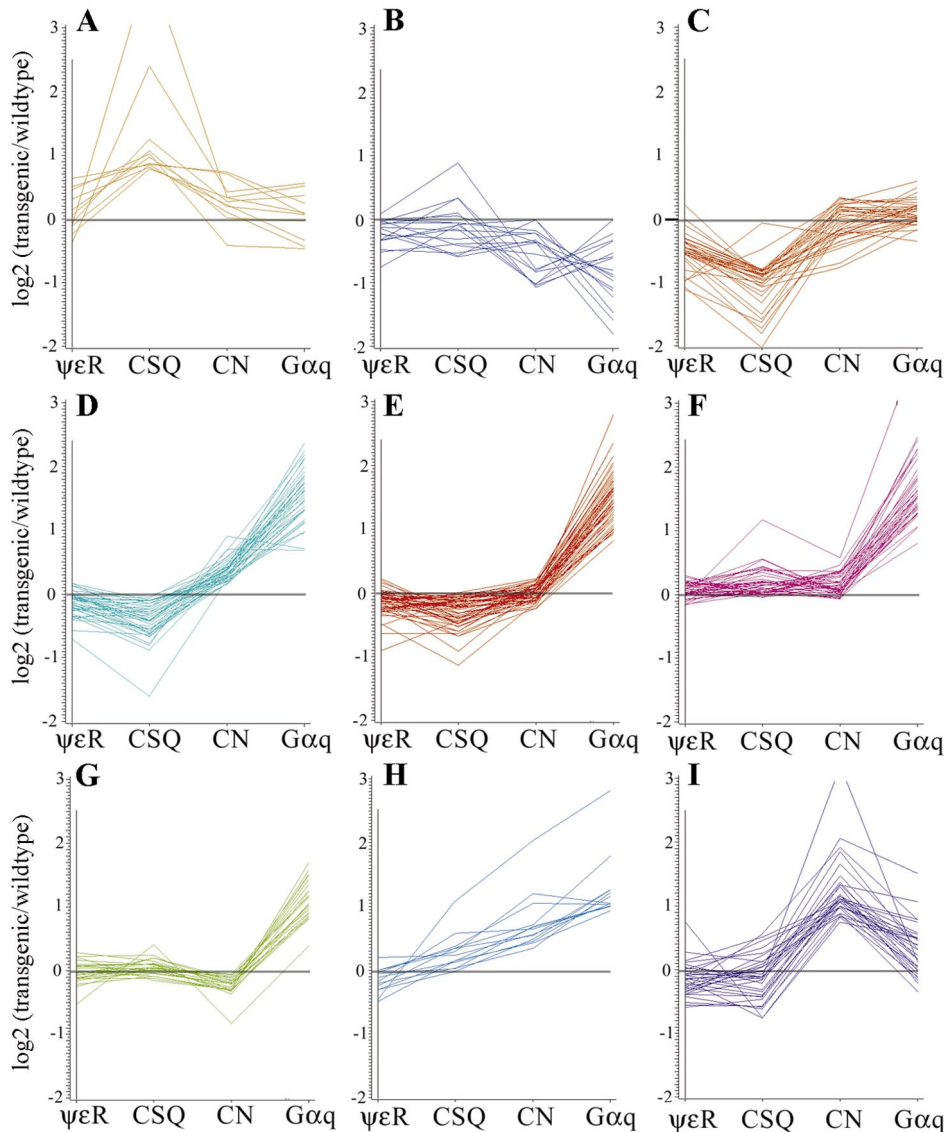 A B C
log2 (transgenic/wildtype)
3 3 3
2 2 2
1 1 1
0 0 0
-1 -1 -1
-2 -2 -2
ψεR CSQ CN Gαq ψεR CSQ CN Gαq ψεR CSQ CN Gαq
D E F
log2 (transgenic/wildtype)
3 3 3
2 2 2
1 1 1
0 0 0
-1 -1 -1
-2 -2 -2
ψεR CSQ CN Gαq ψεR CSQ CN Gαq ψεR CSQ CN Gαq
G H I
log2 (transgenic/wildtype)
3 3 3
2 2 2
1 1 1
0 0 0
-1 -1 -1
-2 -2 -2
ψεR CSQ CN Gαq ψεR CSQ CN Gαq ψεR CSQ CN Gαq